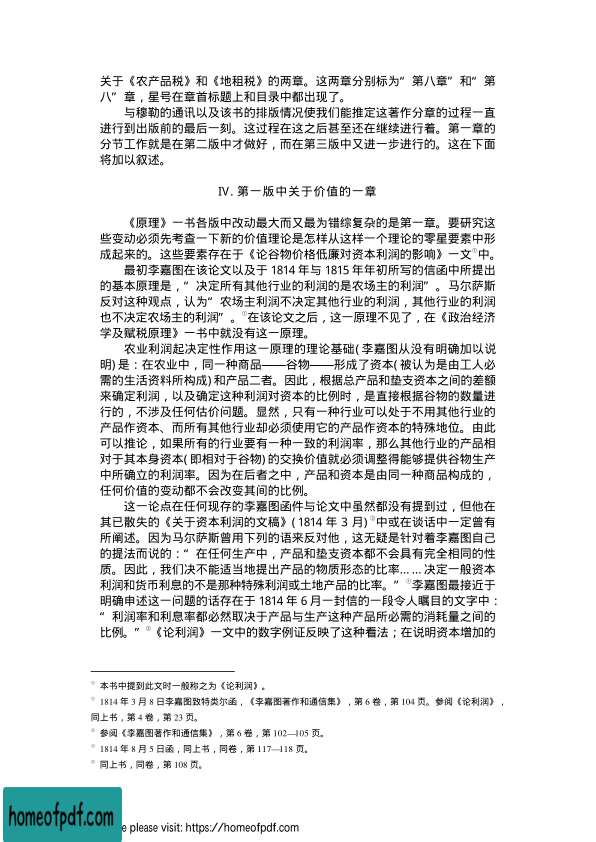 关于《农产品税》和《地租税》的两章。这两章分别标为“第八章”和“第
八”章，星号在章首标题上和目录中都出现了。
与穆勒的通讯以及该书的排版情况使我们能推定这著作分章的过程一直
进行到出版前的最后一刻。这过程在这之后甚至还在继续进行着。第一章的
分节工作就是在第二版中才做好，而在第三版中又进一步进行的。这在下面
将加以叙述。
Ⅳ. 第一版中关于价值的一章
《原理》一书各版中改动最大而又最为错综复杂的是第一章。要研究这
些变动必须先考查一下新的价值理论是怎样从这样一个理论的零星要素中形
成起来的。这些要素存在于《论谷物价格低廉对资本利润的影响》一文①中。
最初李嘉图在该论文以及于 1814 年与 1815 年年初所写的信函中所提出
的基本原理是，“决定所有其他行业的利润的是农场主的利润”。马尔萨斯
反对这种观点，认为“农场主利润不决定其他行业的利润，其他行业的利润
也不决定农场主的利润”。①在该论文之后，这一原理不见了，在《政治经济
学及赋税原理》一书中就没有这一原理。
农业利润起决定性作用这一原理的理论基础(李嘉图从没有明确加以说
明)是：在农业中，同一种商品——谷物——形成了资本(被认为是由工人必
需的生活资料所构成)和产品二者。因此，根据总产品和垫支资本之间的差额
来确定利润，以及确定这种利润对资本的比例时，是直接根据谷物的数量进
行的，不涉及任何估价问题。显然，只有一种行业可以处于不用其他行业的
产品作资本、而所有其他行业却必须使用它的产品作资本的特殊地位。由此
可以推论，如果所有的行业要有一种一致的利润率，那么其他行业的产品相
对于其本身资本(即相对于谷物)的交换价值就必须调整得能够提供谷物生产
中所确立的利润率。因为在后者之中，产品和资本是由同一种商品构成的，
任何价值的变动都不会改变其间的比例。
这一论点在任何现存的李嘉图函件与论文中虽然都没有提到过，但他在
其已散失的《关于资本利润的文稿》(1814 年 3 月)②中或在谈话中一定曾有
所阐述。因为马尔萨斯曾用下列的语来反对他，这无疑是针对着李嘉图自己
的提法而说的：“在任何生产中，产品和垫支资本都不会具有完全相同的性
质。因此，我们决不能适当地提出产品的物质形态的比率……决定一般资本
利润和货币利息的不是那种特殊利润或土地产品的比率。”①李嘉图最接近于
明确申述这一问题的话存在于 1814 年 6 月一封信的一段令人瞩目的文字中：
“利润率和利息率都必然取决于产品与生产这种产品所必需的消耗量之间的
比例。”②《论利润》一文中的数字例证反映了这种看法；在说明资本增加的
① 本书中提到此文时一般称之为《论利润》。
① 1814 年 3 月 8 日李嘉图致特类尔函，《李嘉图著作和通信集》，第 6 卷，第 104 页。参阅《论利润》，
同上书，第 4 卷，第 23 页。
② 参阅《李嘉图著作和通信集》，第 6 卷，第 102—105 页。
① 1814 年 8 月 5 日函，同上书，同卷，第 117—118 页。
② 同上书，同卷，第 108 页。
homeofpdf.com
e please visit: https://homeofpdf.com